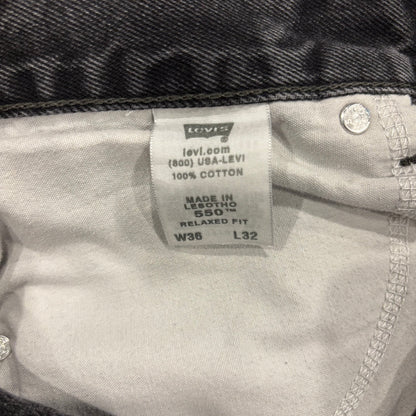 Levi's
levi.com
(800) USA-LEVI
100% COTTON
MADE IN
LESOTHO
550™
RELAXED FIT
W36 L32